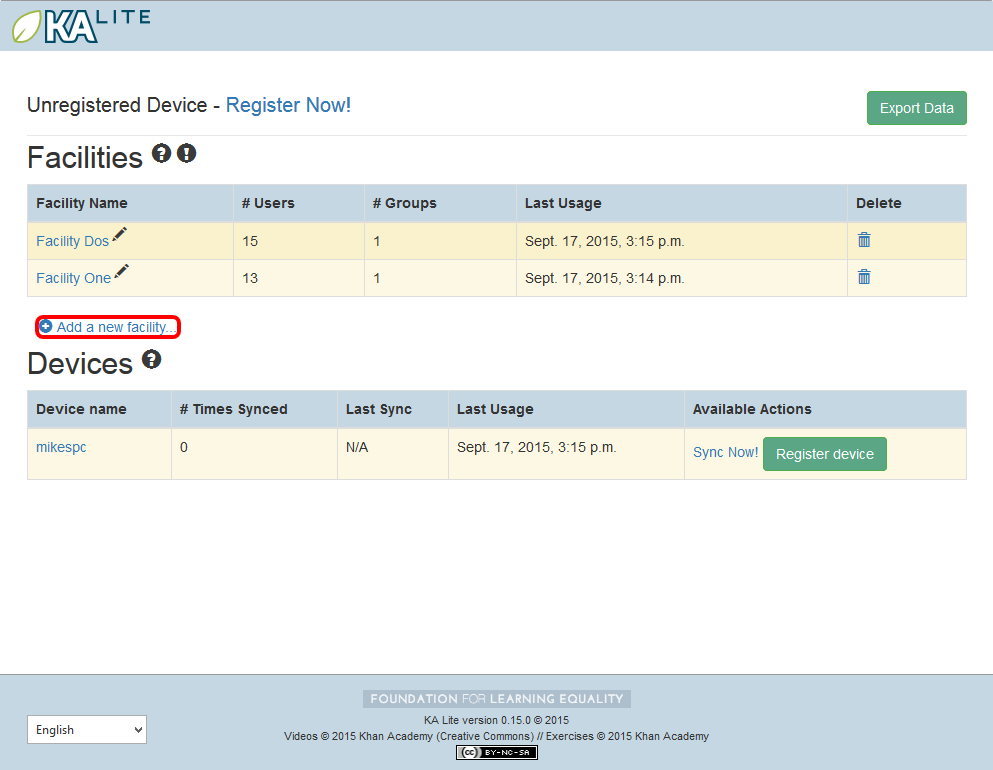 KA LITE
Unregistered Device - Register Now!
Export Data
Facilities
Facility Name # Users # Groups Last Usage Delete
Facility Dos 15 1 Sept. 17, 2015, 3:15 p.m.
Facility One 13 1 Sept. 17, 2015, 3:14 p.m.
Add a new facility...
Devices
Device name # Times Synced Last Sync Last Usage Available Actions
mikespc 0 N/A Sept. 17, 2015, 3:15 p.m. Sync Now! Register device
FOUNDATION FOR LEARNING EQUALITY
KA Lite version 0.15.0 © 2015
English
Videos © 2015 Khan Academy (Creative Commons) // Exercises © 2015 Khan Academy
cc BY-NC-SA